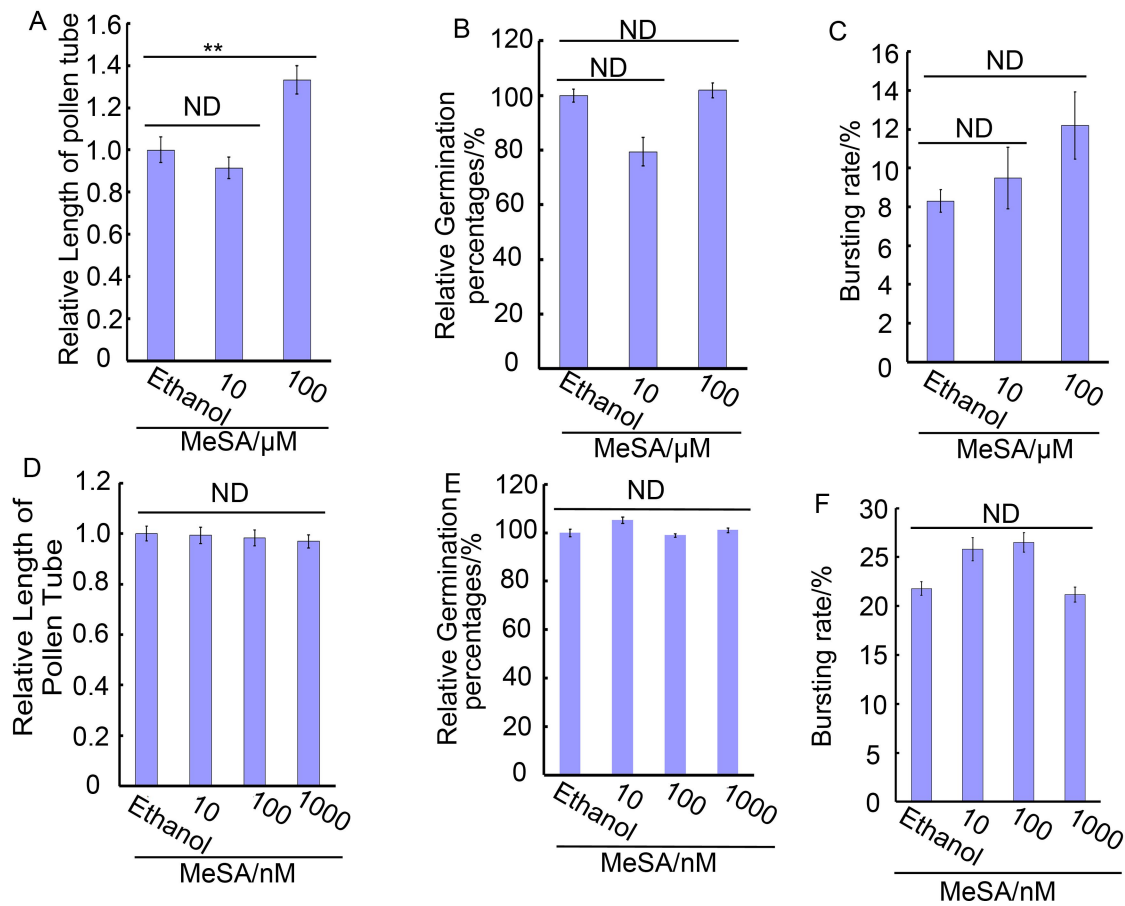 A
Relative Length of pollen tube
1.6
1.4
1.2
1.0
0.8
0.6
0.4
0.2
0
**
ND
Ethanol
10
100
MeSA/μM
B
Relative Germination
percentages/%
120
100
80
60
40
20
0
ND
ND
Ethanol
10
100
MeSA/μM
C
Bursting rate/%
16
14
12
10
8
6
4
2
0
ND
ND
Ethanol
10
100
MeSA/μM
D
Relative Length of
Pollen Tube
1.2
1.0
0.8
0.6
0.4
0.2
0
ND
Ethanol
10
100
1000
MeSA/nM
E
Relative Germination
percentages/%
120
100
80
60
40
20
0
ND
Ethanol
10
100
1000
MeSA/nM
F
Bursting rate/%
30
25
20
15
10
5
0
ND
Ethanol
10
100
1000
MeSA/nM